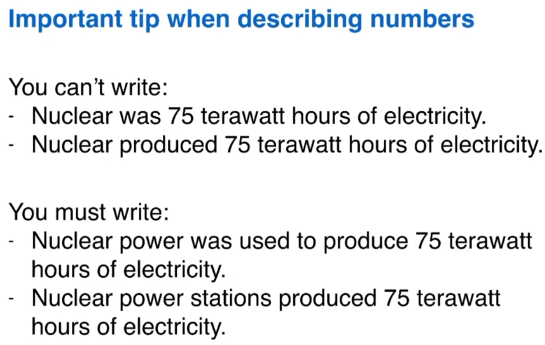 Important tip when describing numbers
You can’t write:
- Nuclear was 75 terawatt hours of electricity.
- Nuclear produced 75 terawatt hours of electricity.
You must write:
- Nuclear power was used to produce 75 terawatt
hours of electricity.
- Nuclear power stations produced 75 terawatt
hours of electricity.